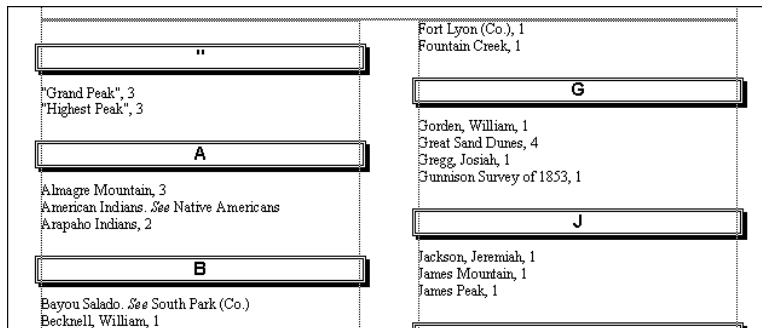 "
"Grand Peak", 3
"Highest Peak", 3
A
Almagre Mountain, 3
American Indians. See Native Americans
Arapaho Indians, 2
B
Bayou Salado. See South Park (Co.)
Becknell, William, 1
Fort Lyon (Co.), 1
Fountain Creek, 1
G
Gorden, William, 1
Great Sand Dunes, 4
Gregg, Josiah, 1
Gunnison Survey of 1853, 1
J
Jackson, Jeremiah, 1
James Mountain, 1
James Peak, 1